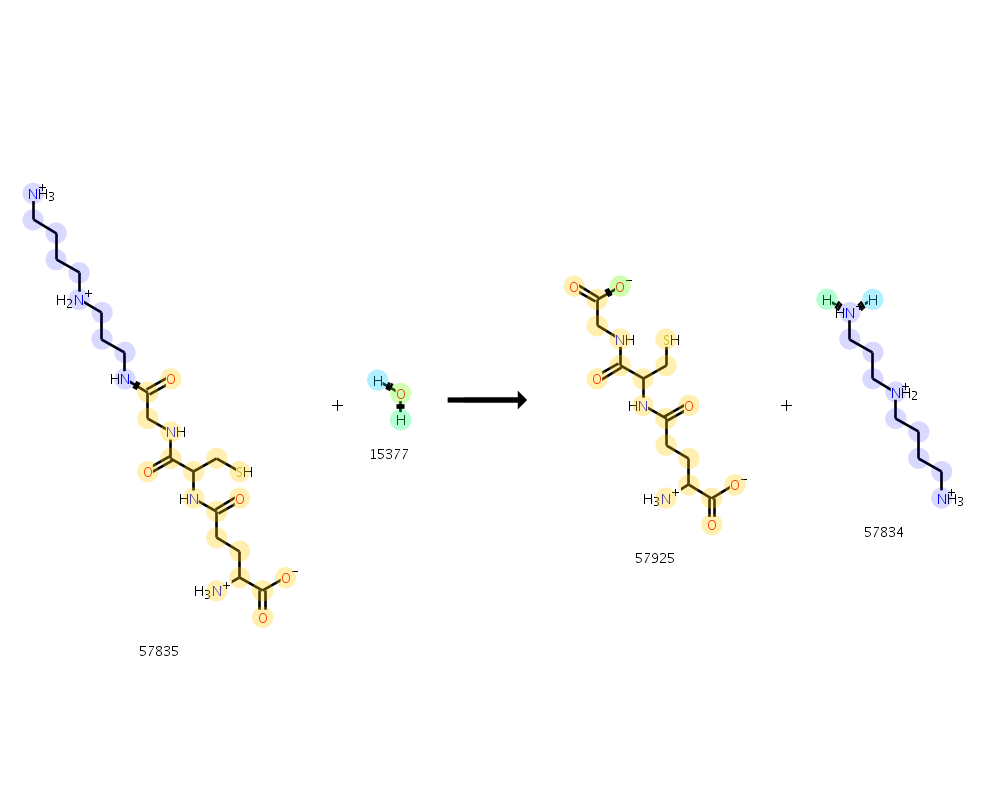 NH3+
H2N+
HN
O
NH
O
SH
HN
O
H3N+
O−
O
57835
+
H
O
H
15377
O
O−
NH
SH
O
HN
O
H3N+
O−
O
57925
+
H
H
HN+
NH2+
NH3+
57834